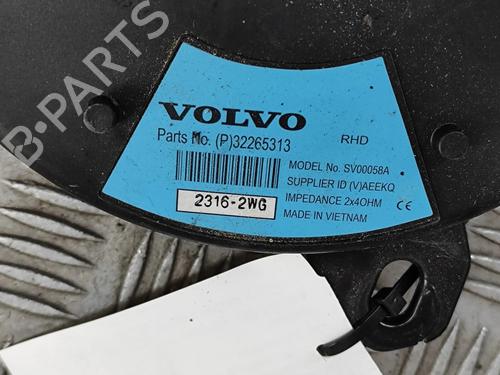 VOLVO
Parts No. (P)32265313 RHD
MODEL No. SV00058A
SUPPLIER ID (V)AEEKQ
IMPEDANCE 2x4OHM CE
2316-2WG
MADE IN VIETNAM
B-PARTS